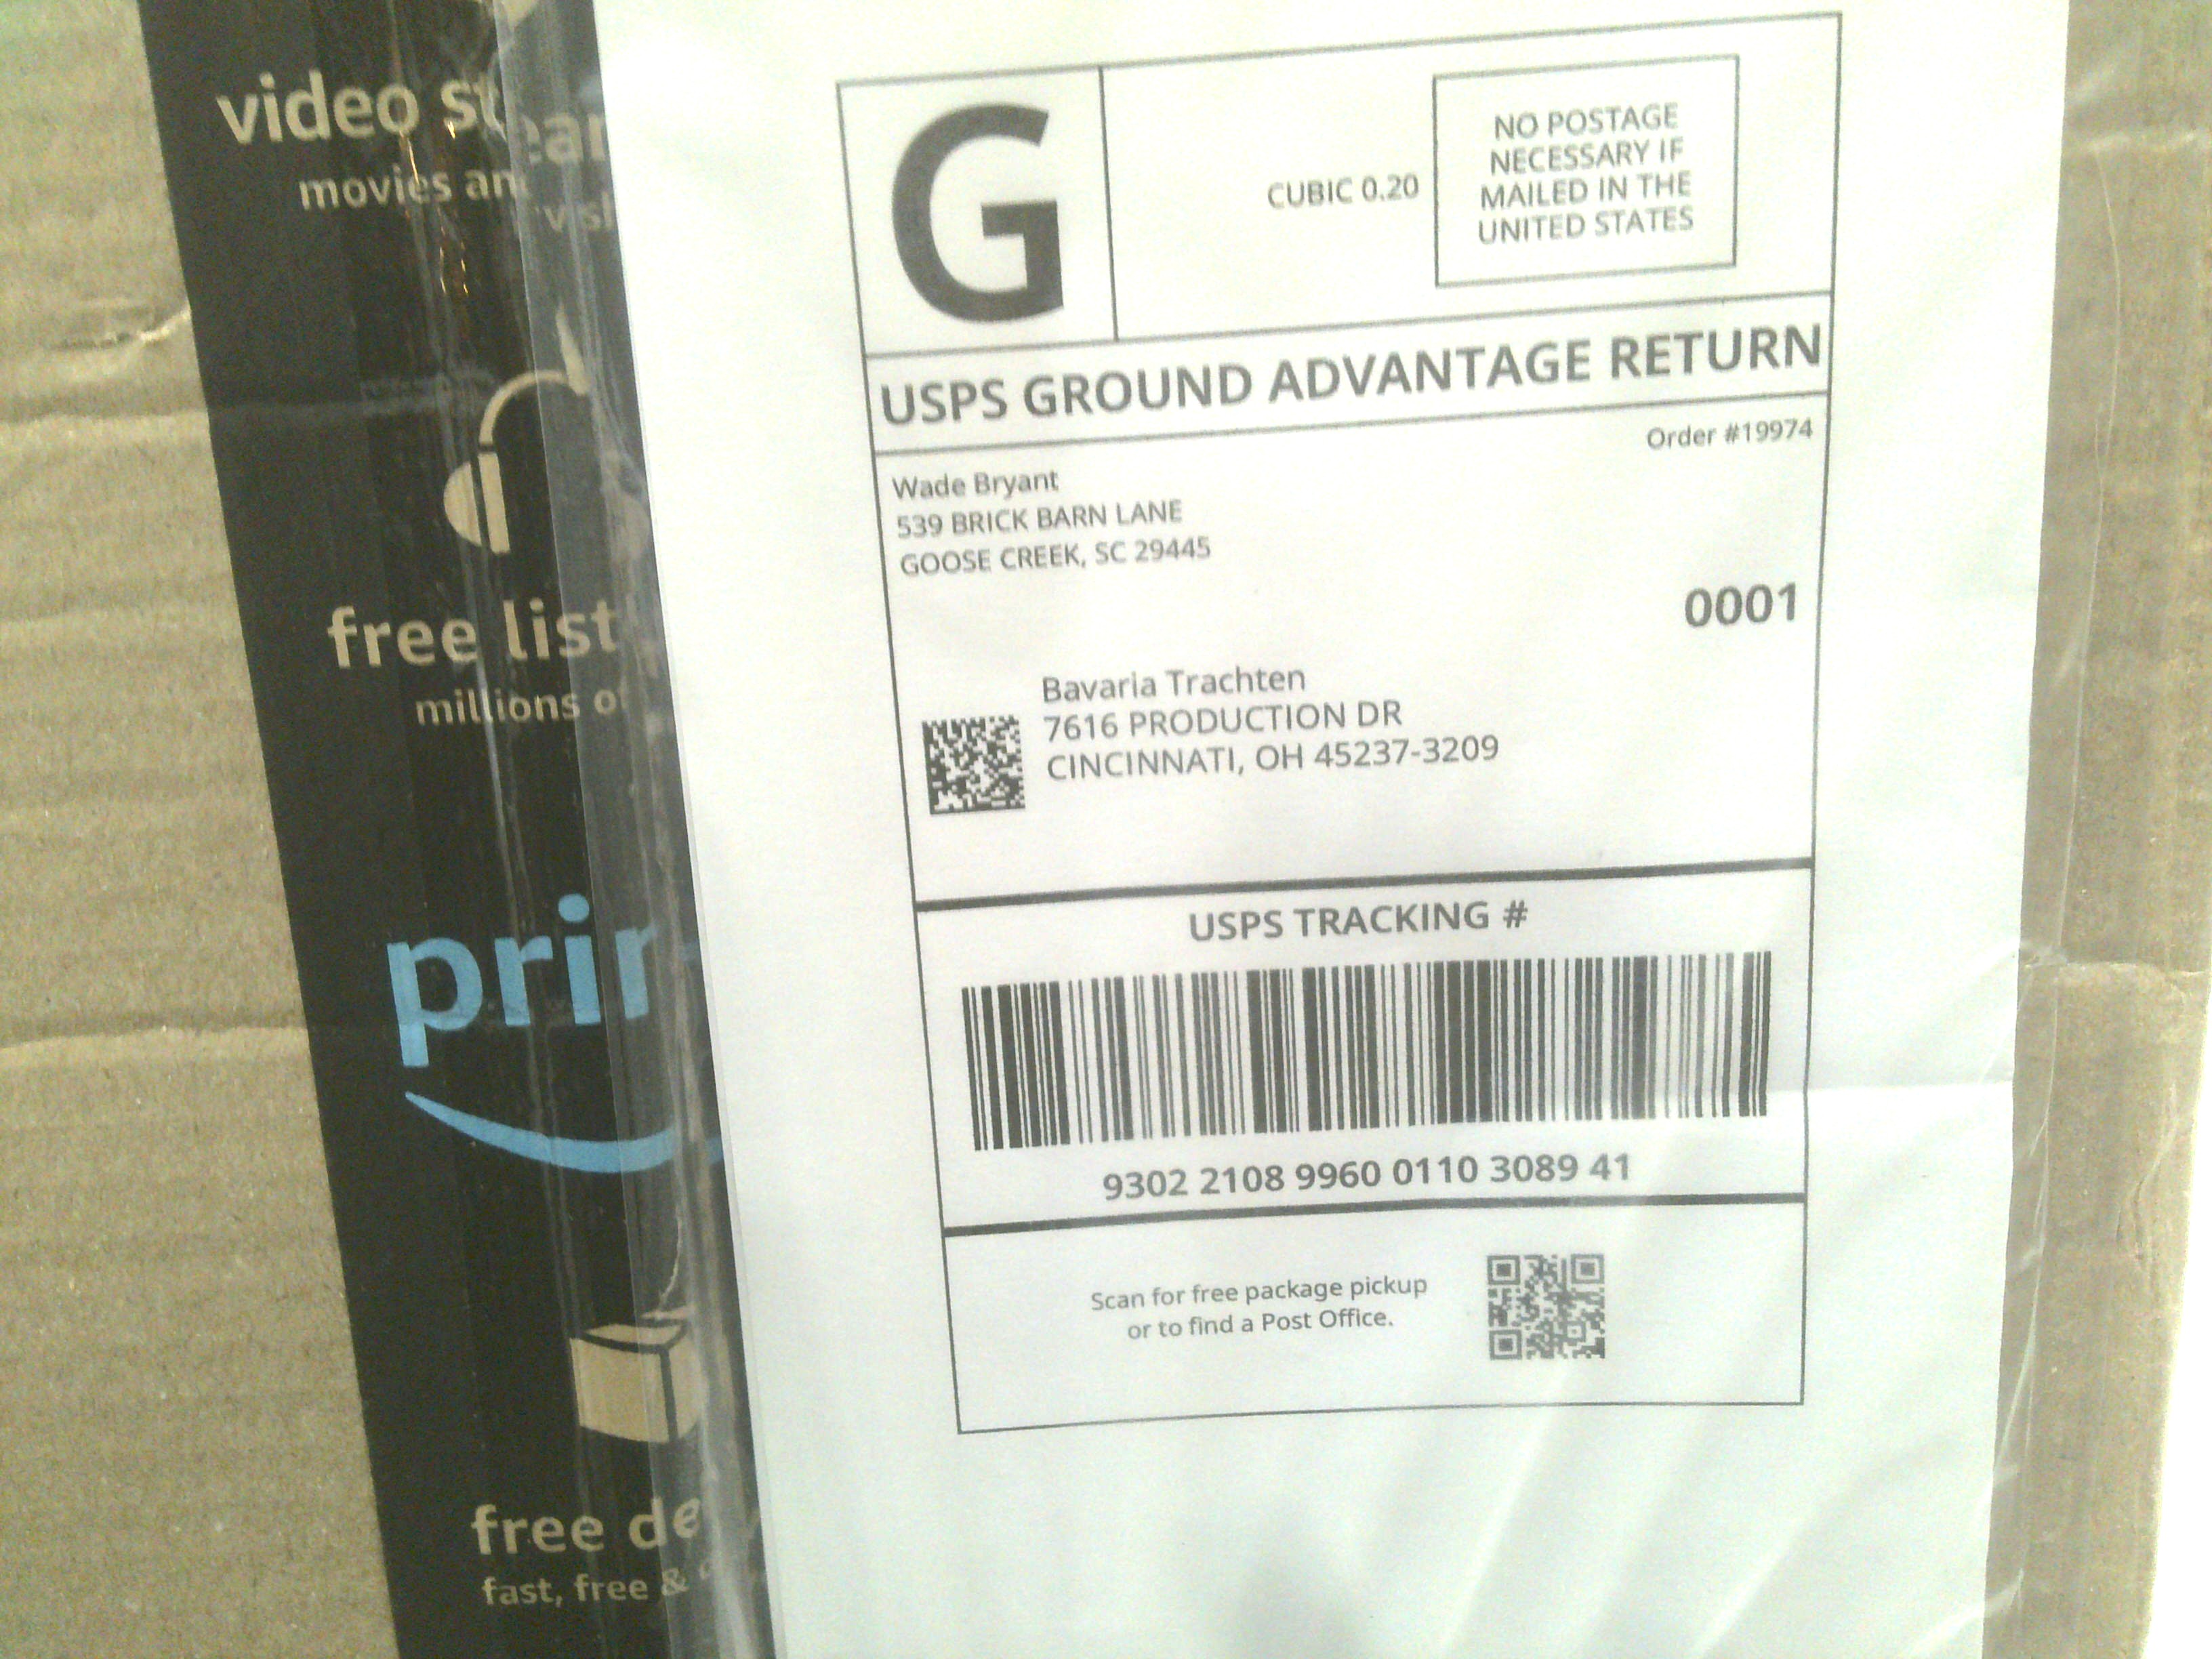 video st
ear
movies an
visi
free list
millions o
prim
free de
fast, free &
G
CUBIC 0.20
NO POSTAGE
NECESSARY IF
MAILED IN THE
UNITED STATES
USPS GROUND ADVANTAGE RETURN
Order #19974
Wade Bryant
539 BRICK BARN LANE
GOOSE CREEK, SC 29445
0001
Bavaria Trachten
7616 PRODUCTION DR
CINCINNATI, OH 45237-3209
USPS TRACKING #
9302 2108 9960 0110 3089 41
Scan for free package pickup
or to find a Post Office.